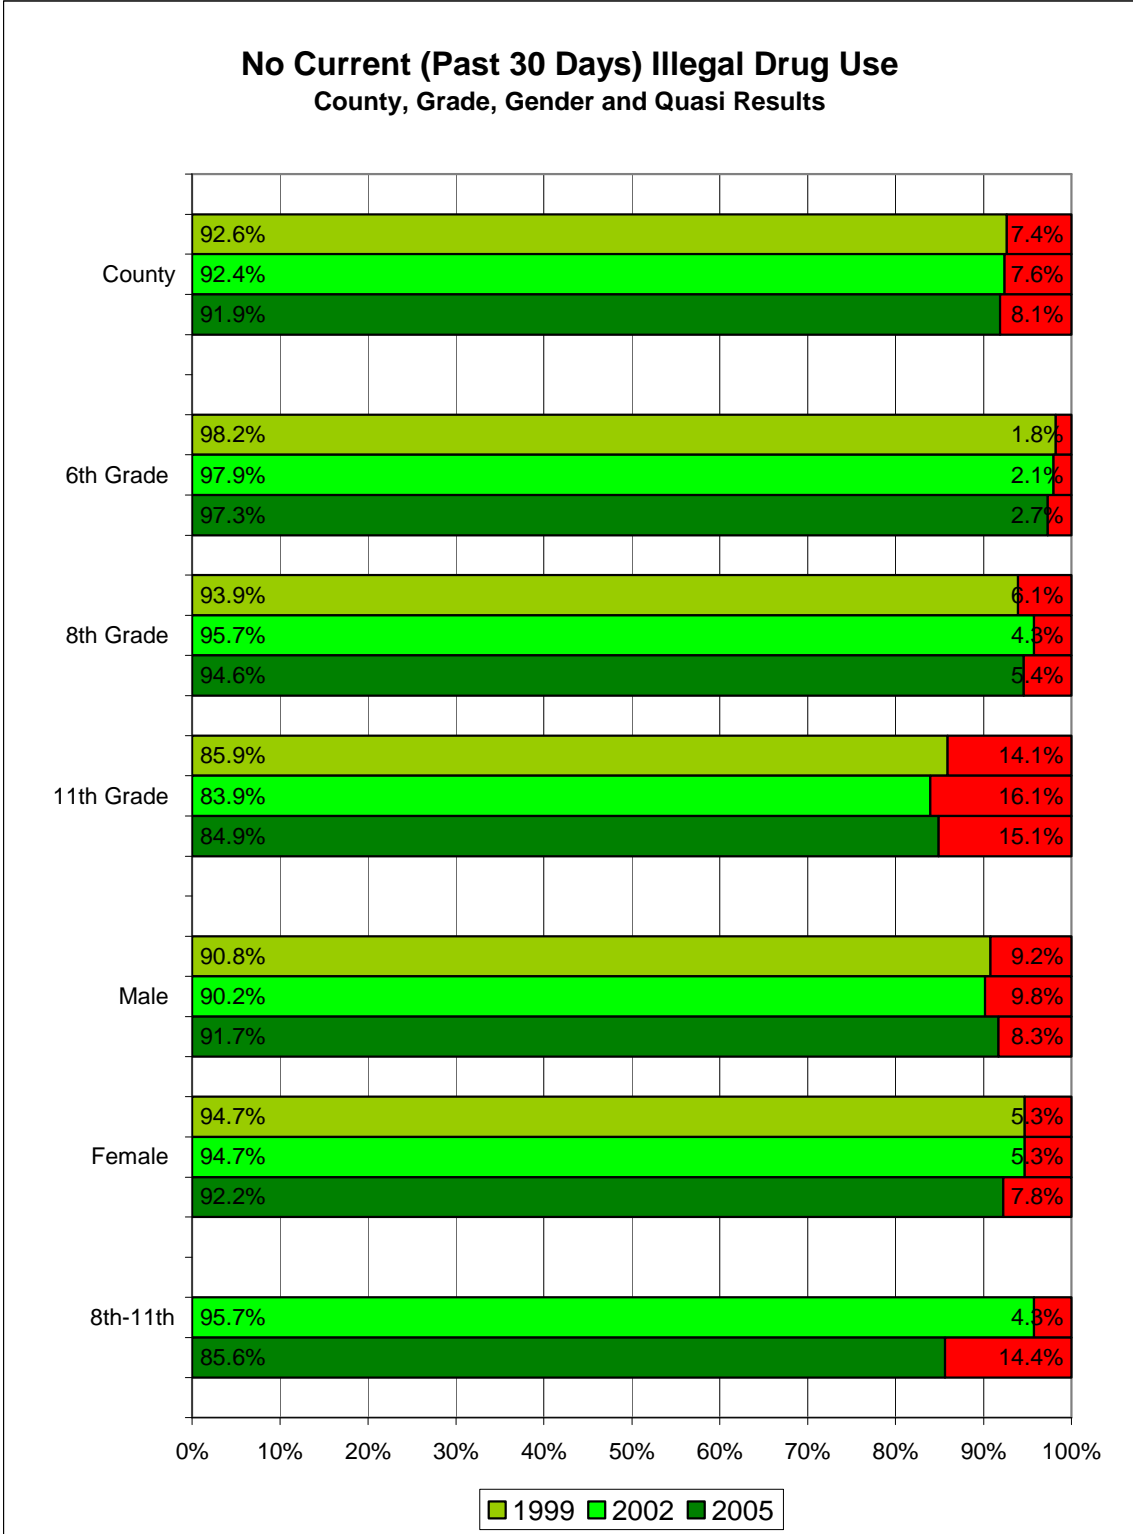 No Current (Past 30 Days) Illegal Drug Use
County, Grade, Gender and Quasi Results
92.6% 7.4%
County 92.4% 7.6%
91.9% 8.1%
98.2% 1.8%
6th Grade 97.9% 2.1%
97.3% 2.7%
93.9% 6.1%
8th Grade 95.7% 4.3%
94.6% 5.4%
85.9% 14.1%
11th Grade 83.9% 16.1%
84.9% 15.1%
90.8% 9.2%
Male 90.2% 9.8%
91.7% 8.3%
94.7% 5.3%
Female 94.7% 5.3%
92.2% 7.8%
8th-11th 95.7% 4.3%
85.6% 14.4%
0% 10% 20% 30% 40% 50% 60% 70% 80% 90% 100%
1999 2002 2005